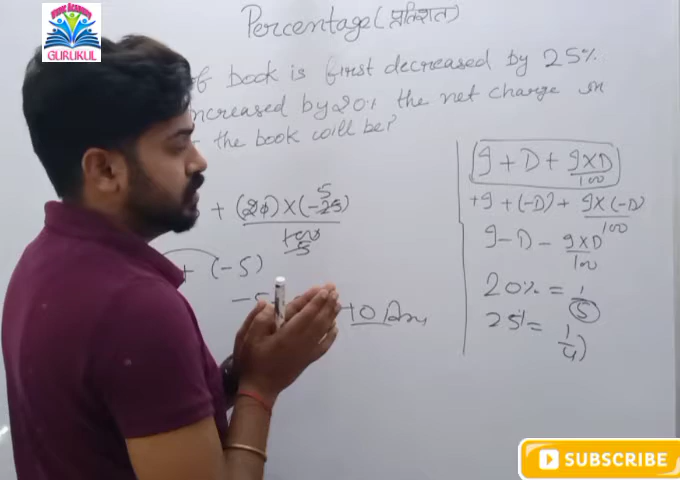 GURUKUL
Percentage (प्रतिशत)
of book is first decreased by 25%
ncreased by 20% the net charge in
the book will be?
+ (20) × (-25)
5
100
5
+ (-5)
-5
10 Ans
I + D + I×D/100
+I + (-D) + I×(-D)/100
I - D - I×D/100
20% = 1/5
25% = 1/4
SUBSCRIBE